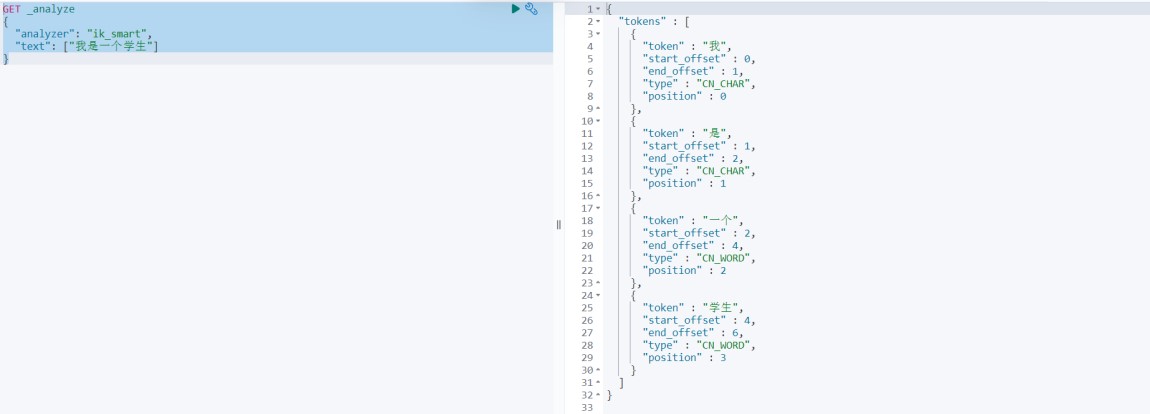 GET _analyze
{
  "analyzer": "ik_smart",
  "text": ["我是一个学生"]
}
1 {
2   "tokens" : [
3     {
4       "token" : "我",
5       "start_offset" : 0,
6       "end_offset" : 1,
7       "type" : "CN_CHAR",
8       "position" : 0
9     },
10     {
11       "token" : "是",
12       "start_offset" : 1,
13       "end_offset" : 2,
14       "type" : "CN_CHAR",
15       "position" : 1
16     },
17     {
18       "token" : "一个",
19       "start_offset" : 2,
20       "end_offset" : 4,
21       "type" : "CN_WORD",
22       "position" : 2
23     },
24     {
25       "token" : "学生",
26       "start_offset" : 4,
27       "end_offset" : 6,
28       "type" : "CN_WORD",
29       "position" : 3
30     }
31   ]
32 }
33